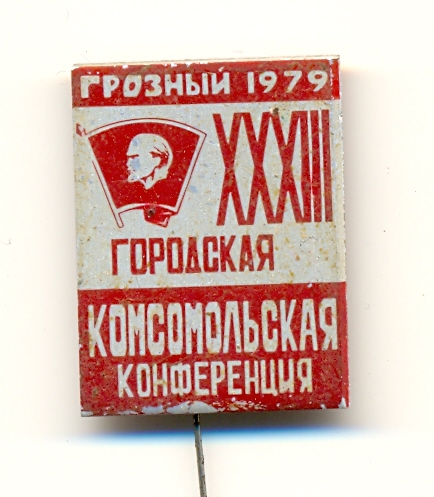 ГРОЗНЫЙ 1979
XXXIII
ГОРОДСКАЯ
КОМСОМОЛЬСКАЯ
КОНФЕРЕНЦИЯ